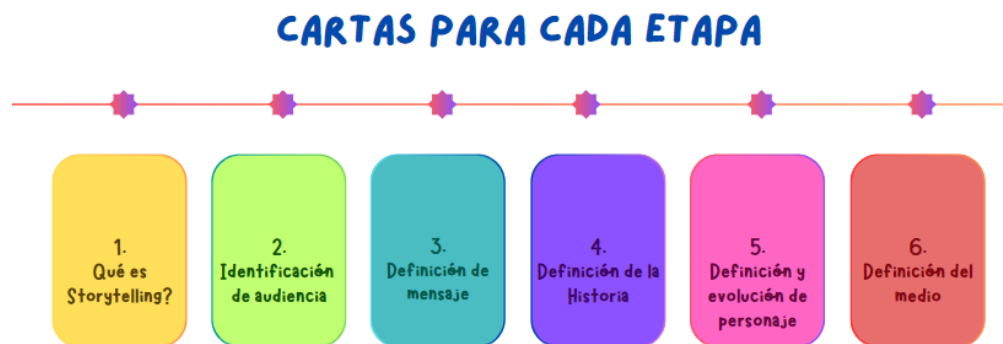 CARTAS PARA CADA ETAPA
1.
Qué es
Storytelling?
2.
Identificación
de audiencia
3.
Definición de
mensaje
4.
Definición de la
Historia
5.
Definición y
evolución de
personaje
6.
Definición del
medio